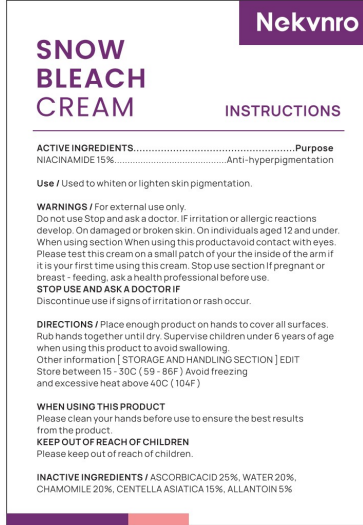 Nekvnro
SNOW
BLEACH
CREAM
INSTRUCTIONS
ACTIVE INGREDIENTS....................................................Purpose
NIACINAMIDE 15%.........................................Anti-hyperpigmentation
Use / Used to whiten or lighten skin pigmentation.
WARNINGS / For external use only.
Do not use Stop and ask a doctor. IF irritation or allergic reactions
develop. On damaged or broken skin. On individuals aged 12 and under.
When using section When using this productavoid contact with eyes.
Please test this cream on a small patch of your the inside of the arm if
it is your first time using this cream. Stop use section If pregnant or
breast - feeding, ask a health professional before use.
STOP USE AND ASK A DOCTOR IF
Discontinue use if signs of irritation or rash occur.
DIRECTIONS / Place enough product on hands to cover all surfaces.
Rub hands together until dry. Supervise children under 6 years of age
when using this product to avoid swallowing.
Other information [ STORAGE AND HANDLING SECTION ] EDIT
Store between 15 - 30C ( 59 - 86F ) Avoid freezing
and excessive heat above 40C ( 104F )
WHEN USING THIS PRODUCT
Please clean your hands before use to ensure the best results
from the product.
KEEP OUT OF REACH OF CHILDREN
Please keep out of reach of children.
INACTIVE INGREDIENTS / ASCORBICACID 25%, WATER 20%,
CHAMOMILE 20%, CENTELLA ASIATICA 15%, ALLANTOIN 5%